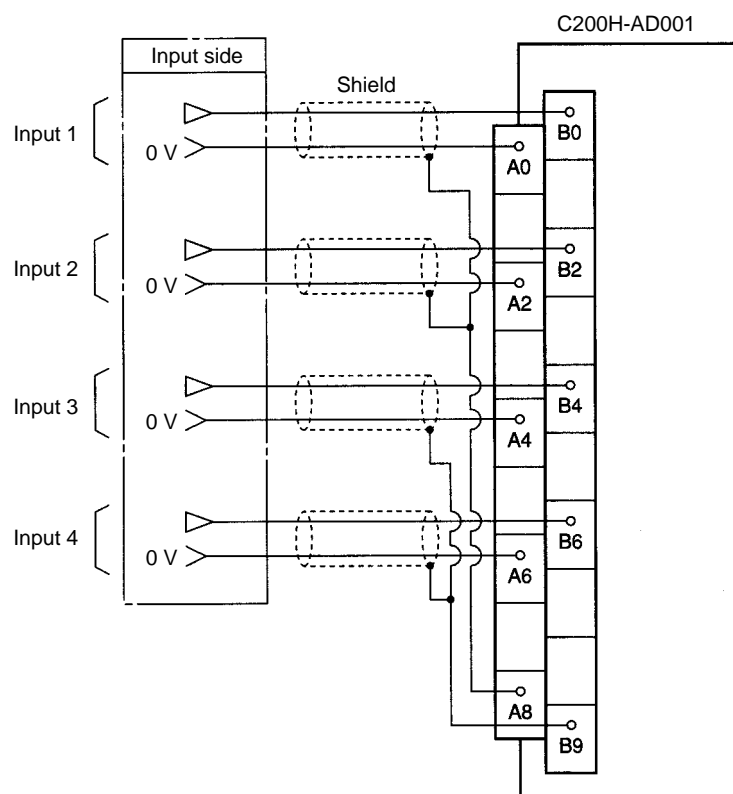 C200H-AD001
Input side
Shield
Input 1
B0
0 V
A0
Input 2
B2
0 V
A2
Input 3
B4
0 V
A4
Input 4
B6
0 V
A6
A8
B9